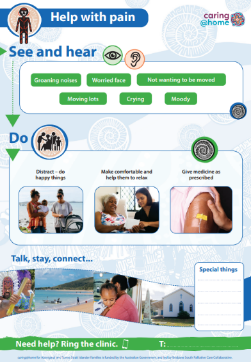 Help with pain
caring
@home
See and hear
Groaning noises
Worried face
Not wanting to be moved
Moving lots
Crying
Moody
Do
Distract – do
happy things
Make comfortable and
help them to relax
Give medicine as
prescribed
Talk, stay, connect...
Special things
Need help? Ring the clinic.
T: